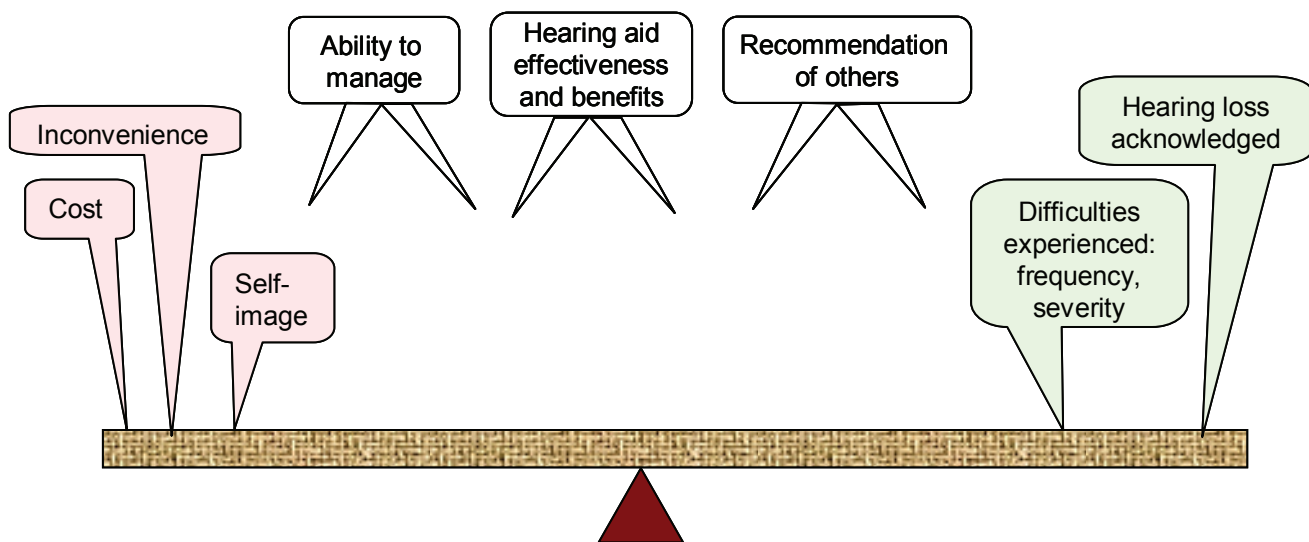 Ability to
manage
Hearing aid
effectiveness
and benefits
Recommendation
of others
Inconvenience
Cost
Self-
image
Hearing loss
acknowledged
Difficulties
experienced:
frequency,
severity